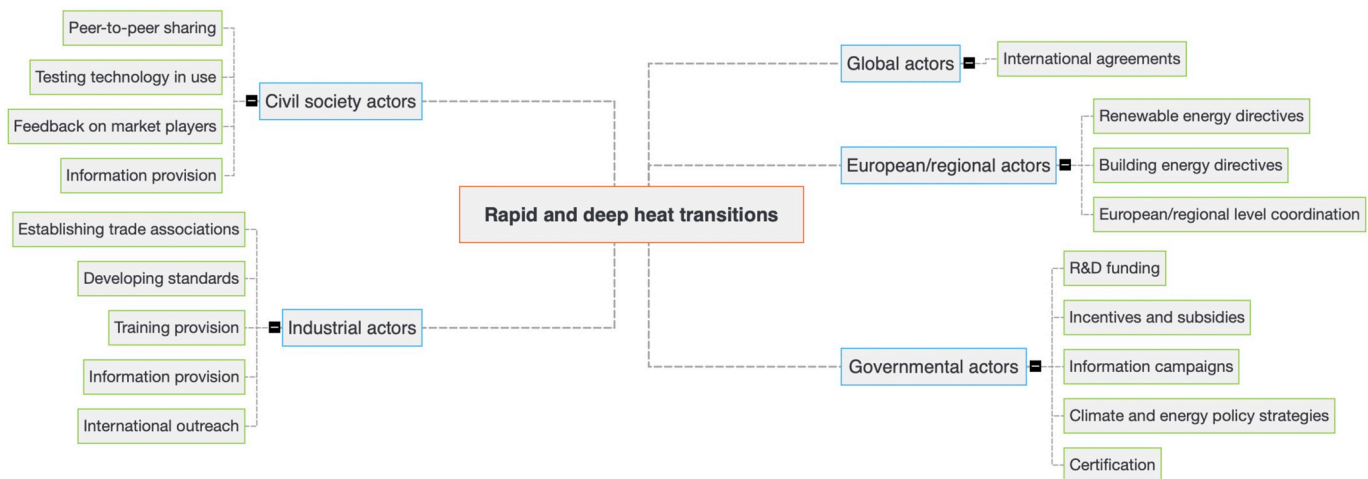 Peer-to-peer sharing
Testing technology in use
Feedback on market players
Information provision
Civil society actors
Establishing trade associations
Developing standards
Training provision
Information provision
International outreach
Industrial actors
Rapid and deep heat transitions
Global actors
International agreements
European/regional actors
Renewable energy directives
Building energy directives
European/regional level coordination
Governmental actors
R&D funding
Incentives and subsidies
Information campaigns
Climate and energy policy strategies
Certification